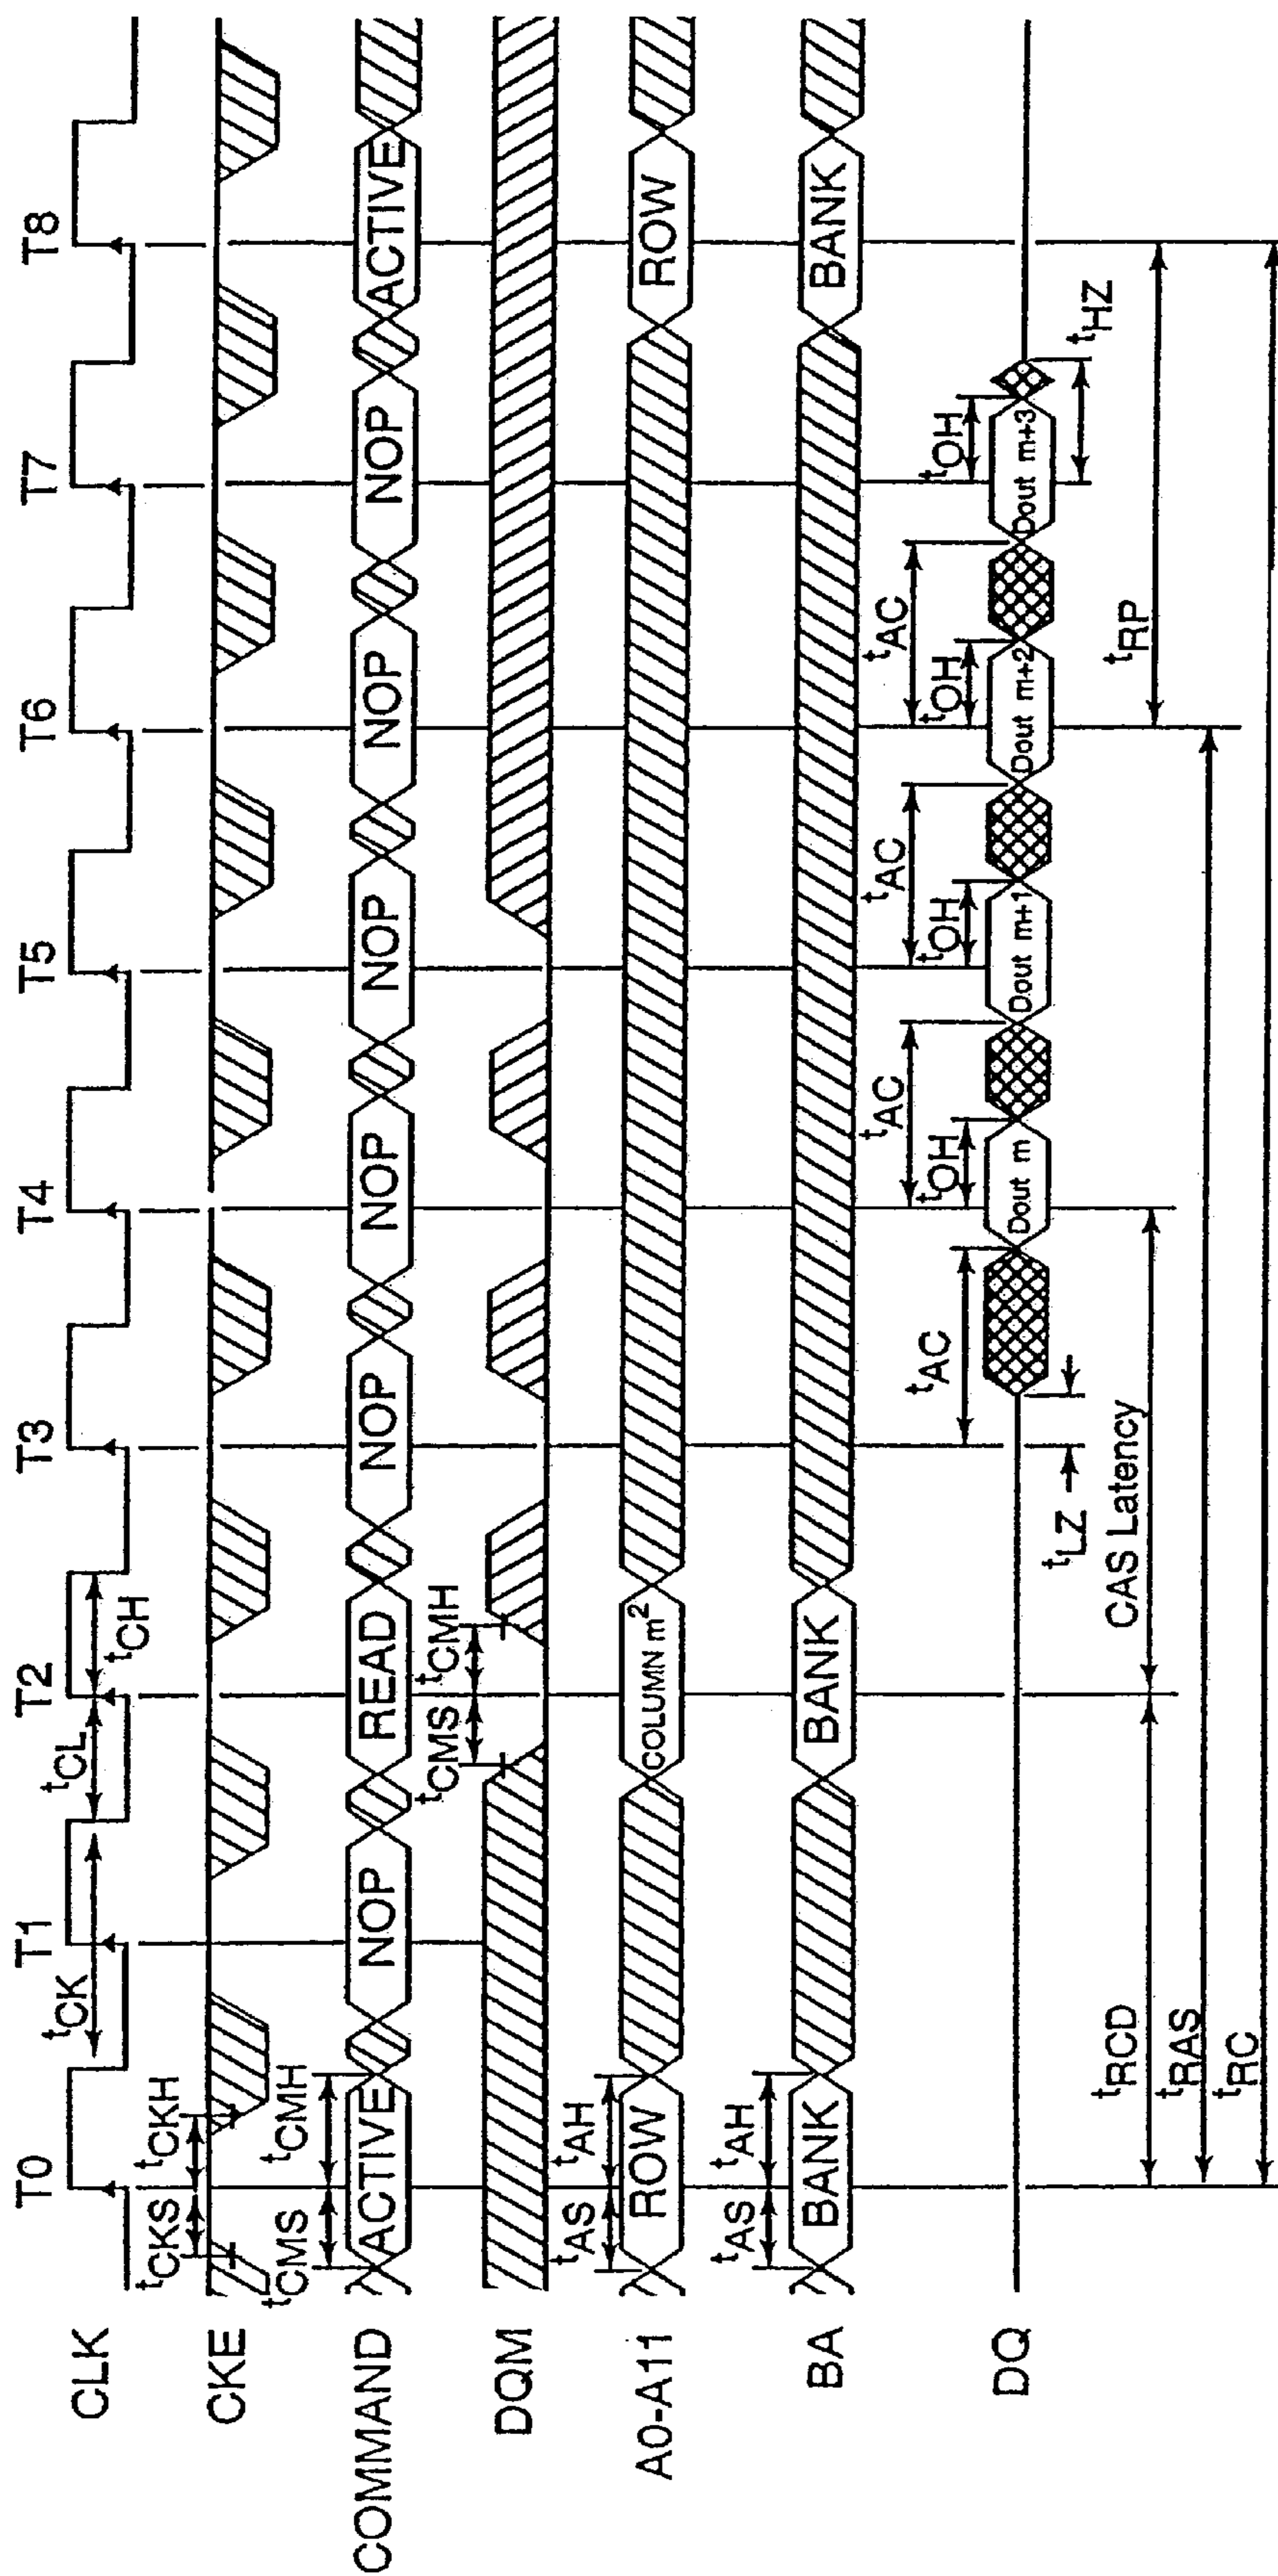 T0 T1 T2 T3 T4 T5 T6 T7 T8
CLK
tCK tCL tCH
tCKS tCKH
CKE
tCMS tCMH
COMMAND ACTIVE NOP READ NOP NOP NOP NOP NOP ACTIVE
tCMS tCMH
DQM
tAS tAH
A0-A11 ROW COLUMN m² ROW
tAS tAH
BA BANK BANK BANK
tAC tAC tAC
tAC tOH tOH tOH tOH
DQ Dout m Dout m+1 Dout m+2 Dout m+3
tLZ tHZ
tRCD CAS Latency tRP
tRAS
tRC